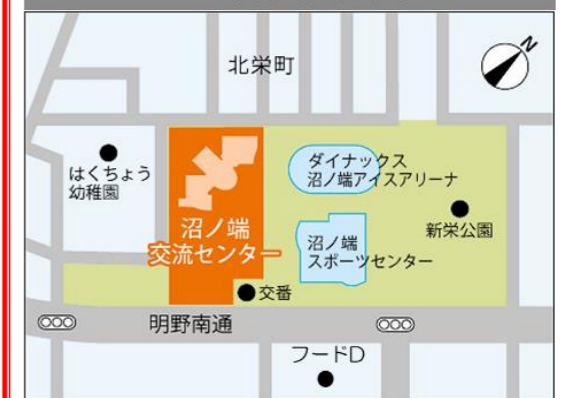 北栄町
N
はくちょう
幼稚園
ダイナックス
沼ノ端アイスアリーナ
新栄公園
沼ノ端
交流センター
沼ノ端
スポーツセンター
交番
明野南通
フードD